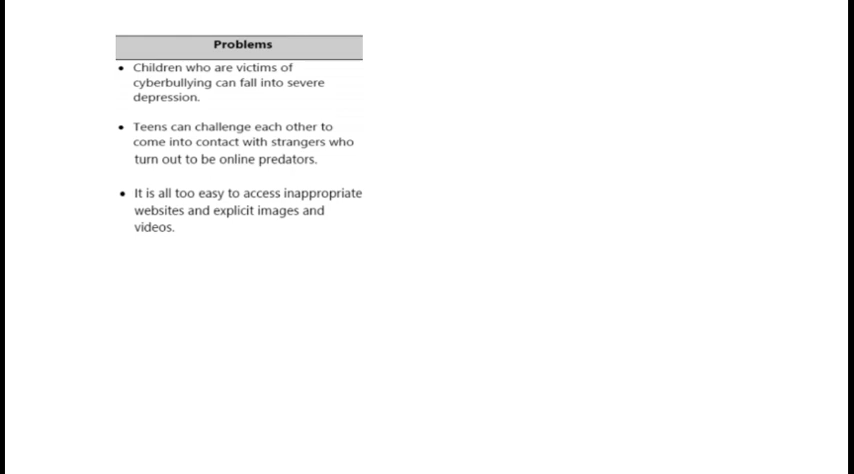 Problems
• Children who are victims of
cyberbullying can fall into severe
depression.
• Teens can challenge each other to
come into contact with strangers who
turn out to be online predators.
• It is all too easy to access inappropriate
websites and explicit images and
videos.